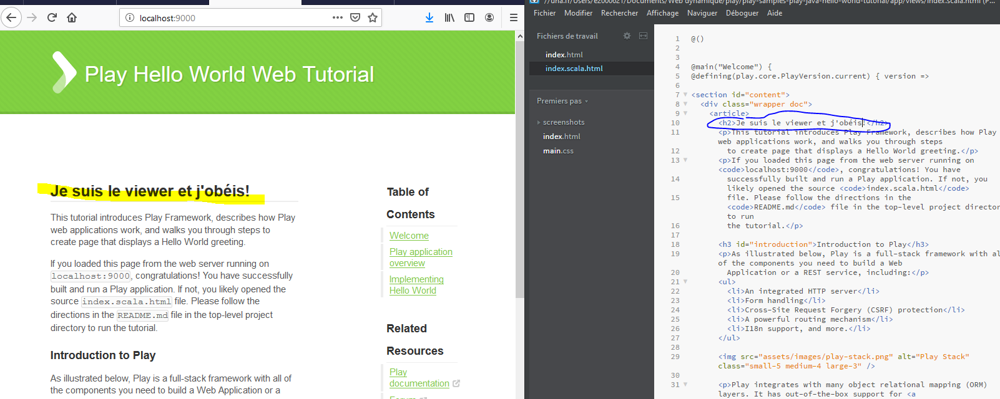 localhost:9000
Play Hello World Web Tutorial
Je suis le viewer et j'obéis!
This tutorial introduces Play Framework, describes how Play
web applications work, and walks you through steps to
create page that displays a Hello World greeting.
If you loaded this page from the web server running on
localhost:9000, congratulations! You have successfully
built and run a Play application. If not, you likely opened the
source index.scala.html file. Please follow the
directions in the README.md file in the top-level project
directory to run the tutorial.
Introduction to Play
As illustrated below, Play is a full-stack framework with all of
the components you need to build a Web Application or a
Table of
Contents
Welcome
Play application
overview
Implementing
Hello World
Related
Resources
Play
documentation
Forum
//una.fr/Users/e2000621/Documents/Web dynamique/play/play-samples-play-java-hello-world-tutorial/app/views/index.scala.html (P...
Fichier Modifier Rechercher Affichage Naviguer Déboguer Aide
Fichiers de travail
index.html
index.scala.html
Premiers pas
screenshots
index.html
main.css
1 @()
2
3
4 @main("Welcome") {
5 @defining(play.core.PlayVersion.current) { version =>
6
7 <section id="content">
8 <div class="wrapper doc">
9 <article>
10 <h2>Je suis le viewer et j'obéis!</h2>
11 <p>This tutorial introduces Play Framework, describes how Play
web applications work, and walks you through steps
12 to create page that displays a Hello World greeting.</p>
13 <p>If you loaded this page from the web server running on
<code>localhost:9000</code>, congratulations! You have
14 successfully built and run a Play application. If not, you
likely opened the source <code>index.scala.html</code>
15 file. Please follow the directions in the
<code>README.md</code> file in the top-level project director
to run
16 the tutorial.</p>
17
18 <h3 id="introduction">Introduction to Play</h3>
19 <p>As illustrated below, Play is a full-stack framework with al
of the components you need to build a Web
20 Application or a REST service, including:</p>
21 <ul>
22 <li>An integrated HTTP server</li>
23 <li>Form handling</li>
24 <li>Cross-Site Request Forgery (CSRF) protection</li>
25 <li>A powerful routing mechanism</li>
26 <li>I18n support, and more.</li>
27 </ul>
28
29 <img src="assets/images/play-stack.png" alt="Play Stack"
class="small-5 medium-4 large-3" />
30
31 <p>Play integrates with many object relational mapping (ORM)
layers. It has out-of-the-box support for <a